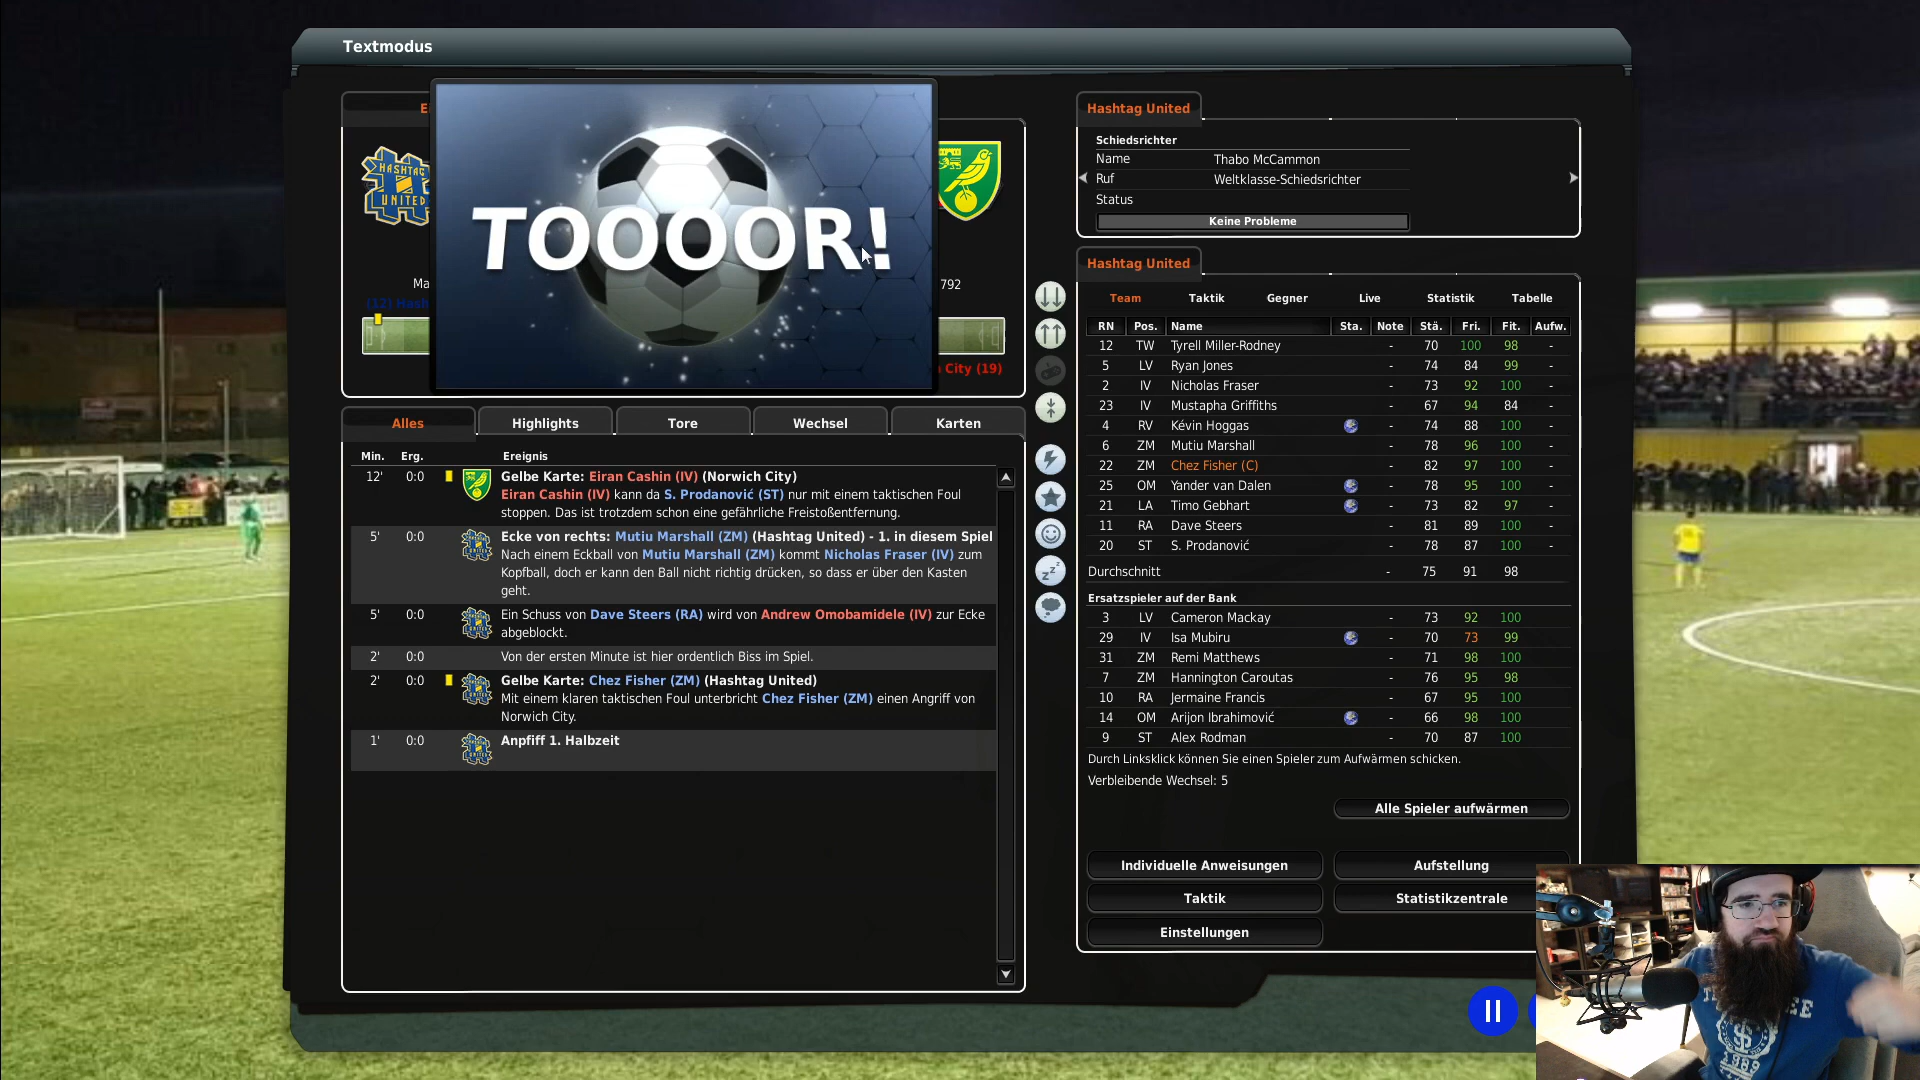 Textmodus
TOOOOR!
HASHTAG
UNITED
Ma
792
(12) Hash
City (19)
Alles
Highlights
Tore
Wechsel
Karten
Min. Erg. Ereignis
12' 0:0 Gelbe Karte: Eiran Cashin (IV) (Norwich City)
Eiran Cashin (IV) kann da S. Prodanović (ST) nur mit einem taktischen Foul
stoppen. Das ist trotzdem schon eine gefährliche Freistoßentfernung.
5' 0:0 Ecke von rechts: Mutiu Marshall (ZM) (Hashtag United) - 1. in diesem Spiel
Nach einem Eckball von Mutiu Marshall (ZM) kommt Nicholas Fraser (IV) zum
Kopfball, doch er kann den Ball nicht richtig drücken, so dass er über den Kasten
geht.
5' 0:0 Ein Schuss von Dave Steers (RA) wird von Andrew Omobamidele (IV) zur Ecke
abgeblockt.
2' 0:0 Von der ersten Minute ist hier ordentlich Biss im Spiel.
2' 0:0 Gelbe Karte: Chez Fisher (ZM) (Hashtag United)
Mit einem klaren taktischen Foul unterbricht Chez Fisher (ZM) einen Angriff von
Norwich City.
1' 0:0 Anpfiff 1. Halbzeit
Hashtag United
Schiedsrichter
Name Thabo McCammon
Ruf Weltklasse-Schiedsrichter
Status
Keine Probleme
Hashtag United
Team Taktik Gegner Live Statistik Tabelle
RN Pos. Name Sta. Note Stä. Fri. Fit. Aufw.
12 TW Tyrell Miller-Rodney - 70 100 98 -
5 LV Ryan Jones - 74 84 99 -
2 IV Nicholas Fraser - 73 92 100 -
23 IV Mustapha Griffiths - 67 94 84 -
4 RV Kévin Hoggas - 74 88 100 -
6 ZM Mutiu Marshall - 78 96 100 -
22 ZM Chez Fisher (C) - 82 97 100 -
25 OM Yander van Dalen - 78 95 100 -
21 LA Timo Gebhart - 73 82 97 -
11 RA Dave Steers - 81 89 100 -
20 ST S. Prodanović - 78 87 100 -
Durchschnitt - 75 91 98
Ersatzspieler auf der Bank
3 LV Cameron Mackay - 73 92 100
29 IV Isa Mubiru - 70 73 99
31 ZM Remi Matthews - 71 98 100
7 ZM Hannington Caroutas - 76 95 98
10 RA Jermaine Francis - 67 95 100
14 OM Arijon Ibrahimović - 66 98 100
9 ST Alex Rodman - 70 87 100
Durch Linksklick können Sie einen Spieler zum Aufwärmen schicken.
Verbleibende Wechsel: 5
Alle Spieler aufwärmen
Individuelle Anweisungen
Aufstellung
Taktik
Statistikzentrale
Einstellungen